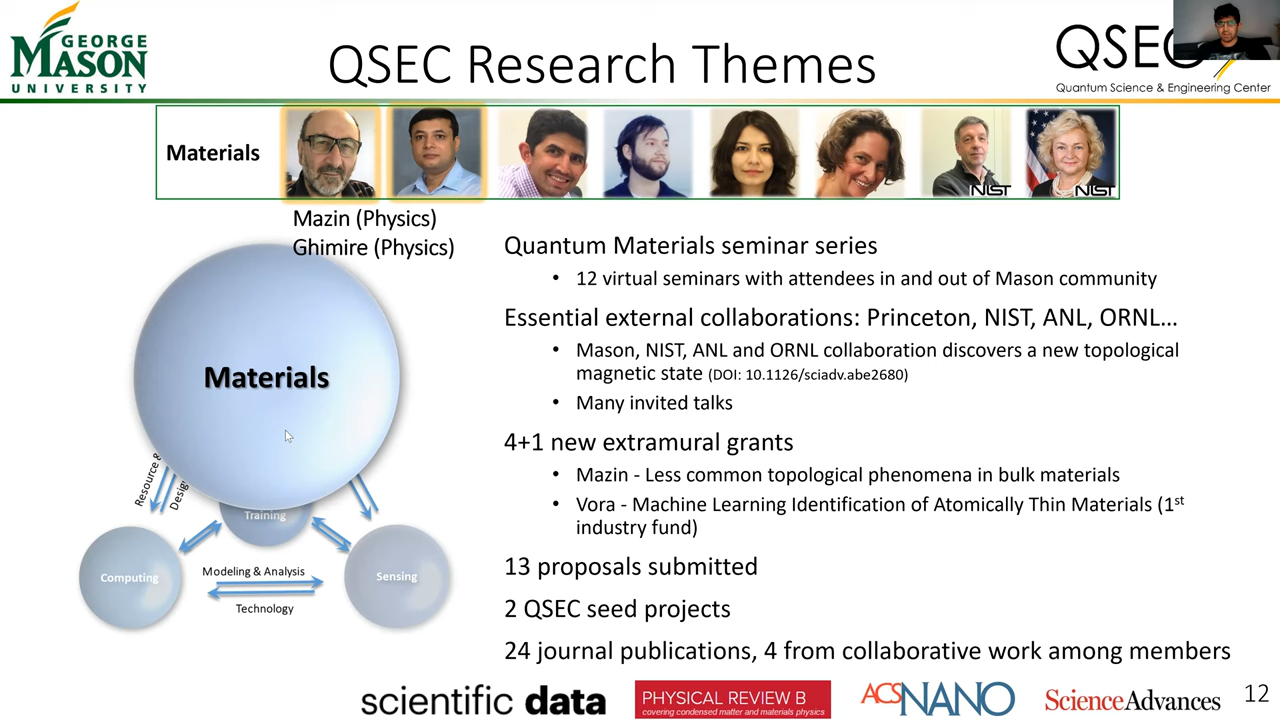 GEORGE
MASON
UNIVERSITY
QSEC Research Themes
QSEC
Quantum Science & Engineering Center
Materials
NIST
NIST
Mazin (Physics)
Ghimire (Physics)
Materials
Resource &
Desig
Training
Computing
Sensing
Modeling & Analysis
Technology
Quantum Materials seminar series
• 12 virtual seminars with attendees in and out of Mason community
Essential external collaborations: Princeton, NIST, ANL, ORNL…
• Mason, NIST, ANL and ORNL collaboration discovers a new topological
magnetic state (DOI: 10.1126/sciadv.abe2680)
• Many invited talks
4+1 new extramural grants
• Mazin - Less common topological phenomena in bulk materials
• Vora - Machine Learning Identification of Atomically Thin Materials (1st
industry fund)
13 proposals submitted
2 QSEC seed projects
24 journal publications, 4 from collaborative work among members
scientific data
PHYSICAL REVIEW B
covering condensed matter and materials physics
ACSNANO
ScienceAdvances
12